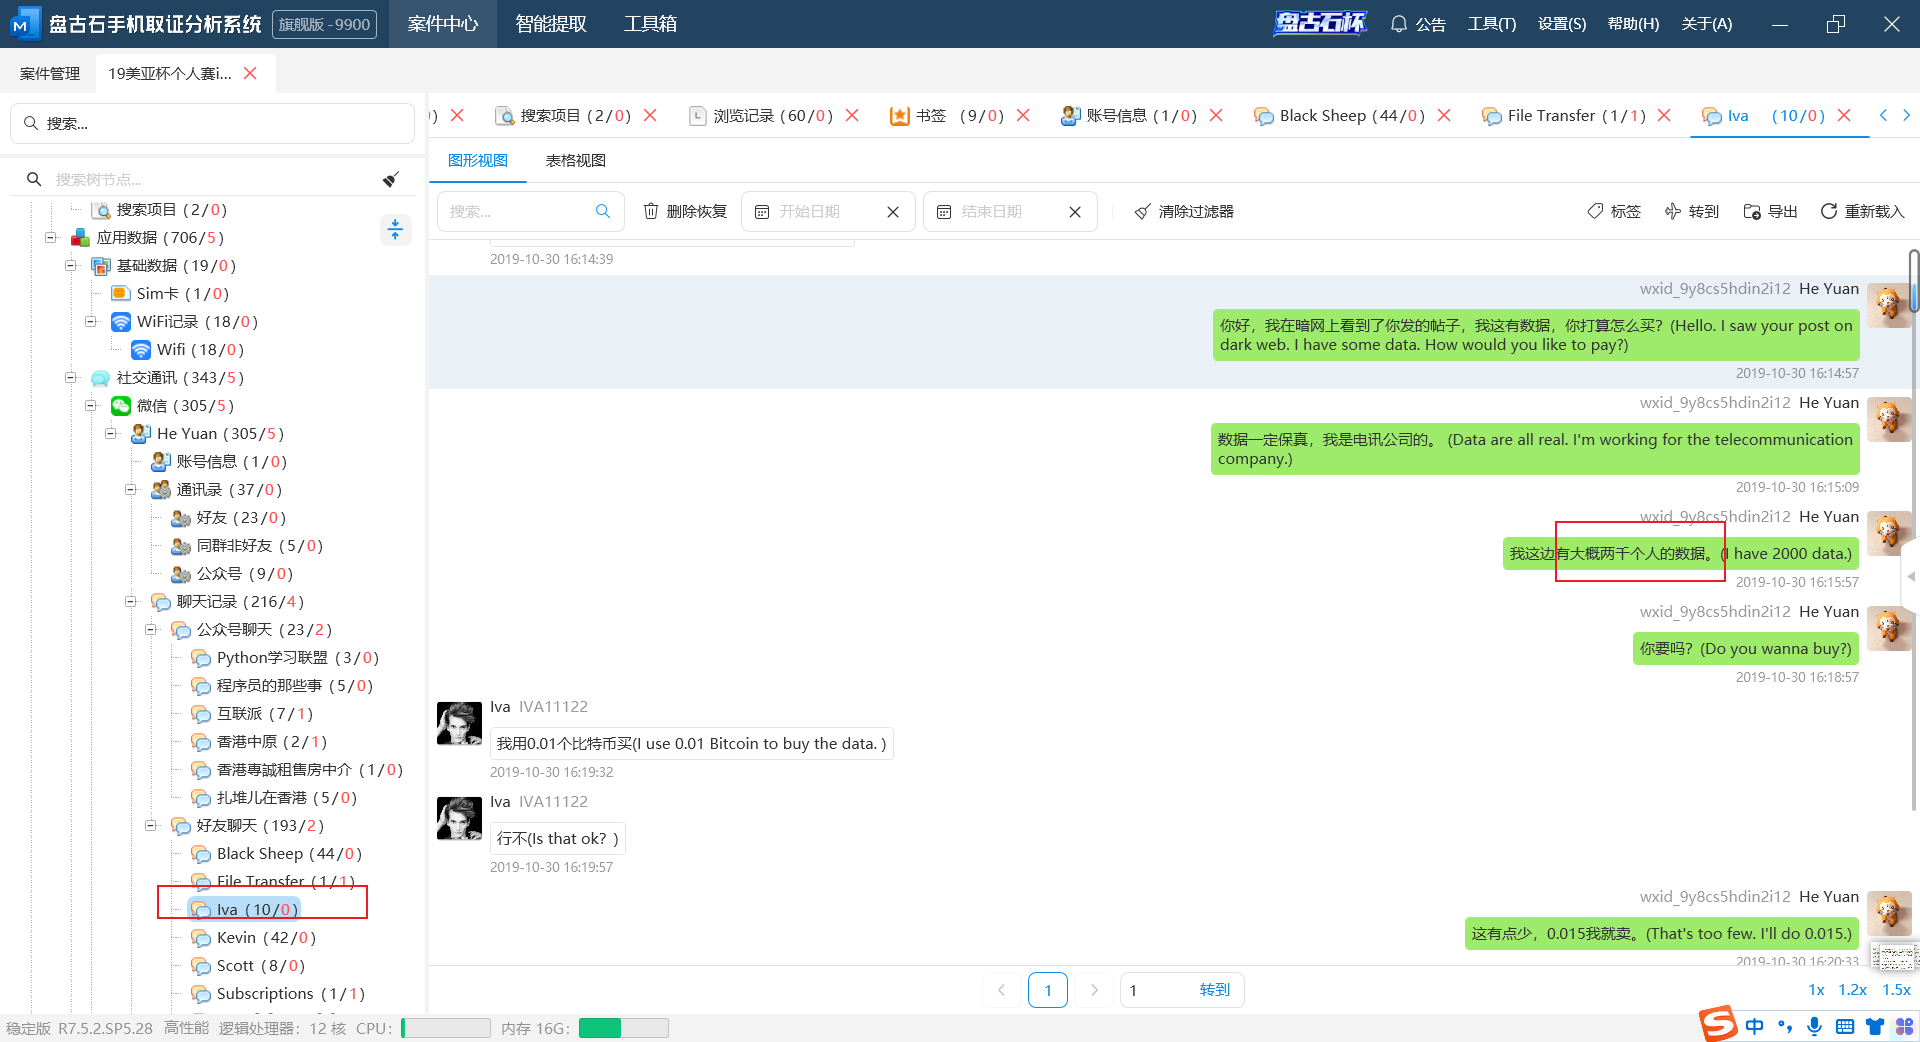 盘古石手机取证分析系统 旗舰版 - 9900 案件中心 智能提取 工具箱 盘古石杯 公告 工具(T) 设置(S) 帮助(H) 关于(A)
案件管理 19美亚杯个人赛i...
搜索...
搜索树节点...
搜索项目 (2/0)
应用数据 (706/5)
基础数据 (19/0)
Sim卡 (1/0)
WiFi记录 (18/0)
Wifi (18/0)
社交通讯 (343/5)
微信 (305/5)
He Yuan (305/5)
账号信息 (1/0)
通讯录 (37/0)
好友 (23/0)
同群非好友 (5/0)
公众号 (9/0)
聊天记录 (216/4)
公众号聊天 (23/2)
Python学习联盟 (3/0)
程序员的那些事 (5/0)
互联派 (7/1)
香港中原 (2/1)
香港專誠租售房中介 (1/0)
扎堆儿在香港 (5/0)
好友聊天 (193/2)
Black Sheep (44/0)
File Transfer (1/1)
Iva (10/0)
Kevin (42/0)
Scott (8/0)
Subscriptions (1/1)
) 搜索项目 (2/0) 浏览记录 (60/0) 书签 (9/0) 账号信息 (1/0) Black Sheep (44/0) File Transfer (1/1) Iva (10/0)
图形视图 表格视图
搜索... 删除恢复 开始日期 结束日期 清除过滤器 标签 转到 导出 重新载入
2019-10-30 16:14:39
wxid_9y8cs5hdin2i12 He Yuan
你好，我在暗网上看到了你发的帖子，我这有数据，你打算怎么买？(Hello. I saw your post on
dark web. I have some data. How would you like to pay?)
2019-10-30 16:14:57
wxid_9y8cs5hdin2i12 He Yuan
数据一定保真，我是电讯公司的。 (Data are all real. I'm working for the telecommunication
company.)
2019-10-30 16:15:09
wxid_9y8cs5hdin2i12 He Yuan
我这边有大概两千个人的数据。(I have 2000 data.)
2019-10-30 16:15:57
wxid_9y8cs5hdin2i12 He Yuan
你要吗？(Do you wanna buy?)
2019-10-30 16:18:57
Iva IVA11122
我用0.01个比特币买(I use 0.01 Bitcoin to buy the data. )
2019-10-30 16:19:32
Iva IVA11122
行不(Is that ok? )
2019-10-30 16:19:57
wxid_9y8cs5hdin2i12 He Yuan
这有点少，0.015我就卖。(That's too few. I'll do 0.015.)
2019-10-30 16:20:33
1 1 转到 1x 1.2x 1.5x
稳定版 R7.5.2.SP5.28 高性能 逻辑处理器：12 核 CPU： 内存 16G： 中